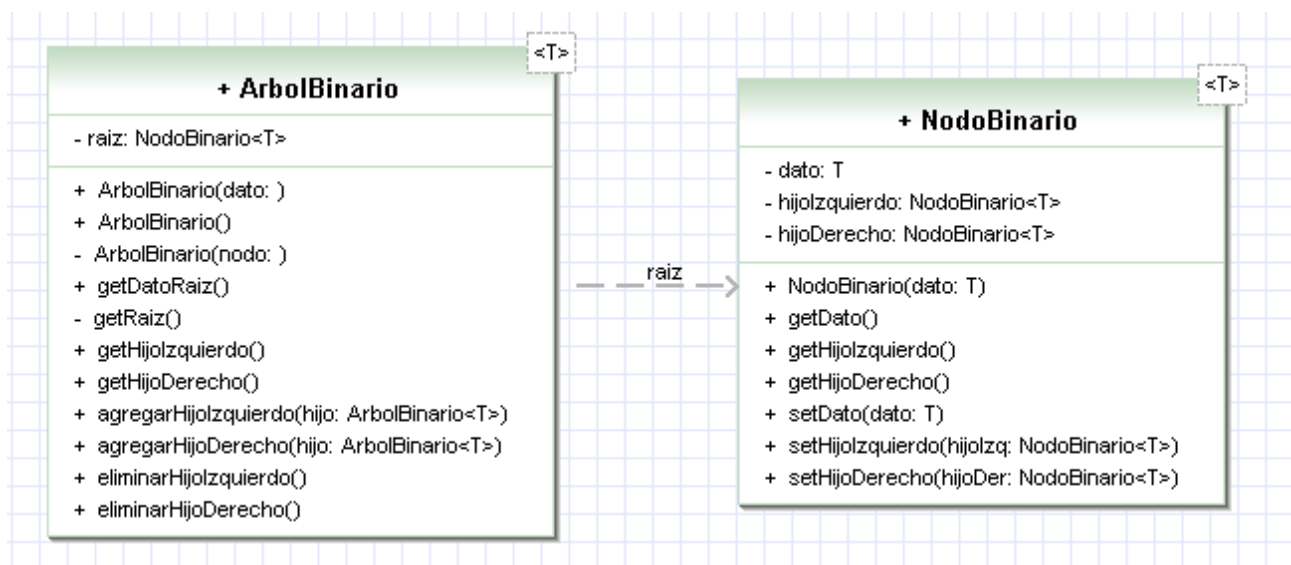 <T>
+ ArbolBinario
- raiz: NodoBinario<T>
+ ArbolBinario(dato: )
+ ArbolBinario()
- ArbolBinario(nodo: )
+ getDatoRaiz()
- getRaiz()
+ getHijoIzquierdo()
+ getHijoDerecho()
+ agregarHijoIzquierdo(hijo: ArbolBinario<T>)
+ agregarHijoDerecho(hijo: ArbolBinario<T>)
+ eliminarHijoIzquierdo()
+ eliminarHijoDerecho()
raiz
<T>
+ NodoBinario
- dato: T
- hijoIzquierdo: NodoBinario<T>
- hijoDerecho: NodoBinario<T>
+ NodoBinario(dato: T)
+ getDato()
+ getHijoIzquierdo()
+ getHijoDerecho()
+ setDato(dato: T)
+ setHijoIzquierdo(hijoIzq: NodoBinario<T>)
+ setHijoDerecho(hijoDer: NodoBinario<T>)